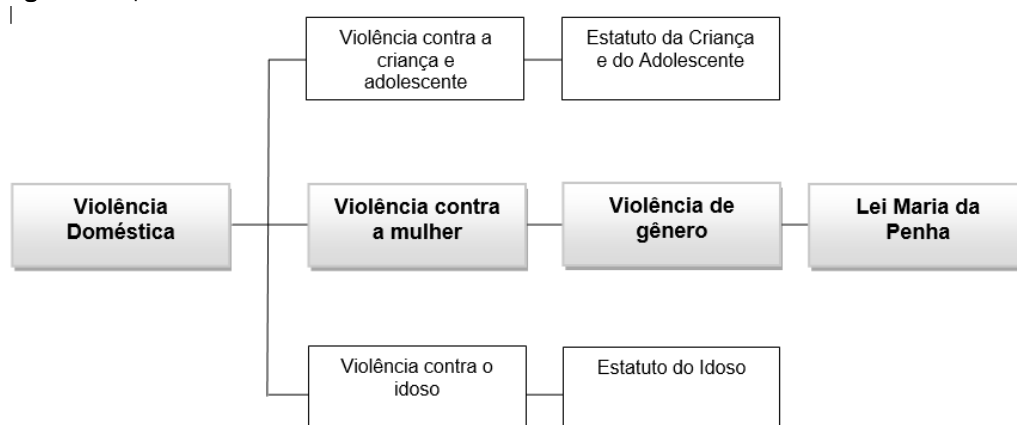 Violência contra a
criança e
adolescente
Estatuto da Criança
e do Adolescente
Violência
Doméstica
Violência contra
a mulher
Violência de
gênero
Lei Maria da
Penha
Violência contra o
idoso
Estatuto do Idoso